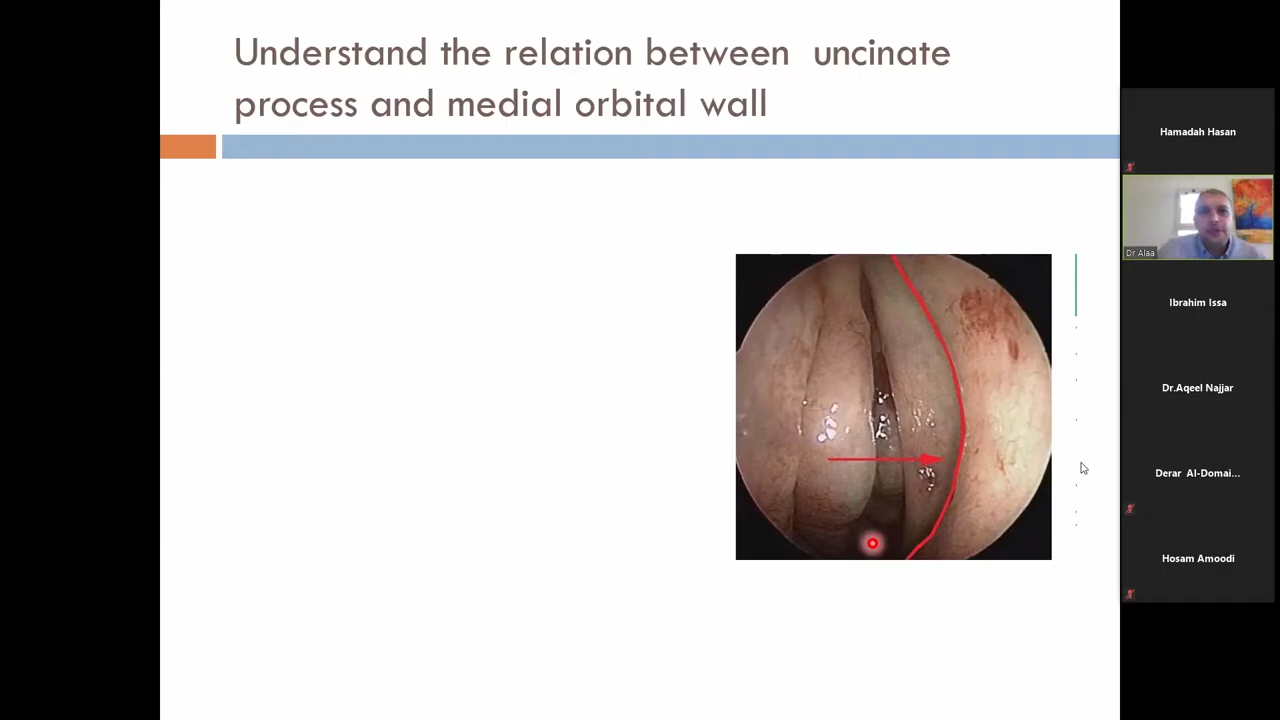 Understand the relation between  uncinate
process and medial orbital wall
Hamadah Hasan
Dr Alaa
Ibrahim Issa
Dr.Aqeel Najjar
Derar Al-Domai...
Hosam Amoodi